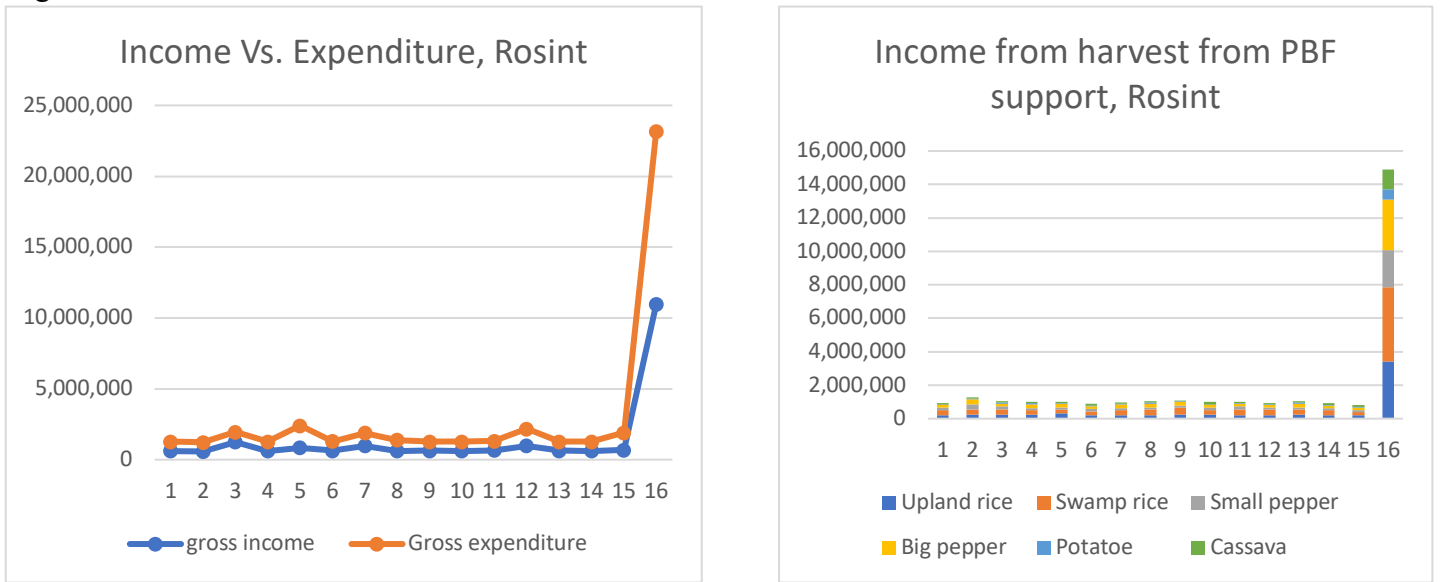 Income Vs. Expenditure, Rosint
25,000,000
20,000,000
15,000,000
10,000,000
5,000,000
0
1 2 3 4 5 6 7 8 9 10 11 12 13 14 15 16
gross income Gross expenditure
Income from harvest from PBF
support, Rosint
16,000,000
14,000,000
12,000,000
10,000,000
8,000,000
6,000,000
4,000,000
2,000,000
0
1 2 3 4 5 6 7 8 9 10 11 12 13 14 15 16
Upland rice Swamp rice Small pepper
Big pepper Potatoe Cassava